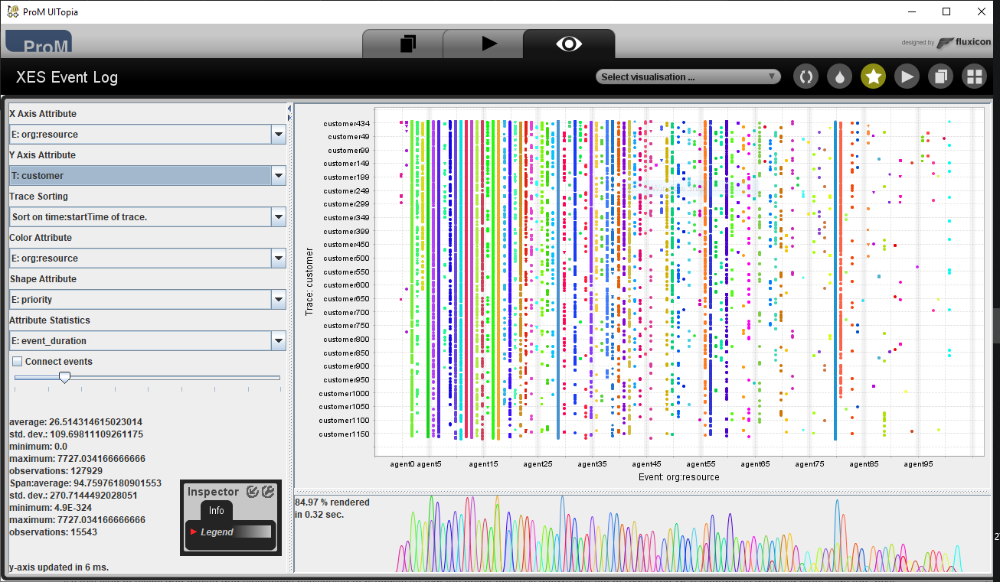 ProM UITopia
ProM
designed by fluxicon
XES Event Log
Select visualisation ...
X Axis Attribute
E: org:resource
Y Axis Attribute
T: customer
Trace Sorting
Sort on time:startTime of trace.
Color Attribute
E: org:resource
Shape Attribute
E: priority
Attribute Statistics
E: event_duration
Connect events
average: 26.514314615023014
std. dev.: 109.69811109261175
minimum: 0.0
maximum: 7727.034166666666
observations: 127929
Span:average: 94.75976180901553
std. dev.: 270.7144492028051
minimum: 4.9E-324
maximum: 7727.034166666666
observations: 15543
y-axis updated in 6 ms.
Inspector
Info
Legend
Trace: customer
customer434
customer49
customer99
customer149
customer199
customer249
customer299
customer349
customer399
customer450
customer500
customer550
customer600
customer650
customer700
customer750
customer800
customer850
customer900
customer950
customer1000
customer1050
customer1100
customer1150
agent0 agent5 agent15 agent25 agent35 agent45 agent55 agent65 agent75 agent85 agent95
Event: org:resource
84.97 % rendered
in 0.32 sec.